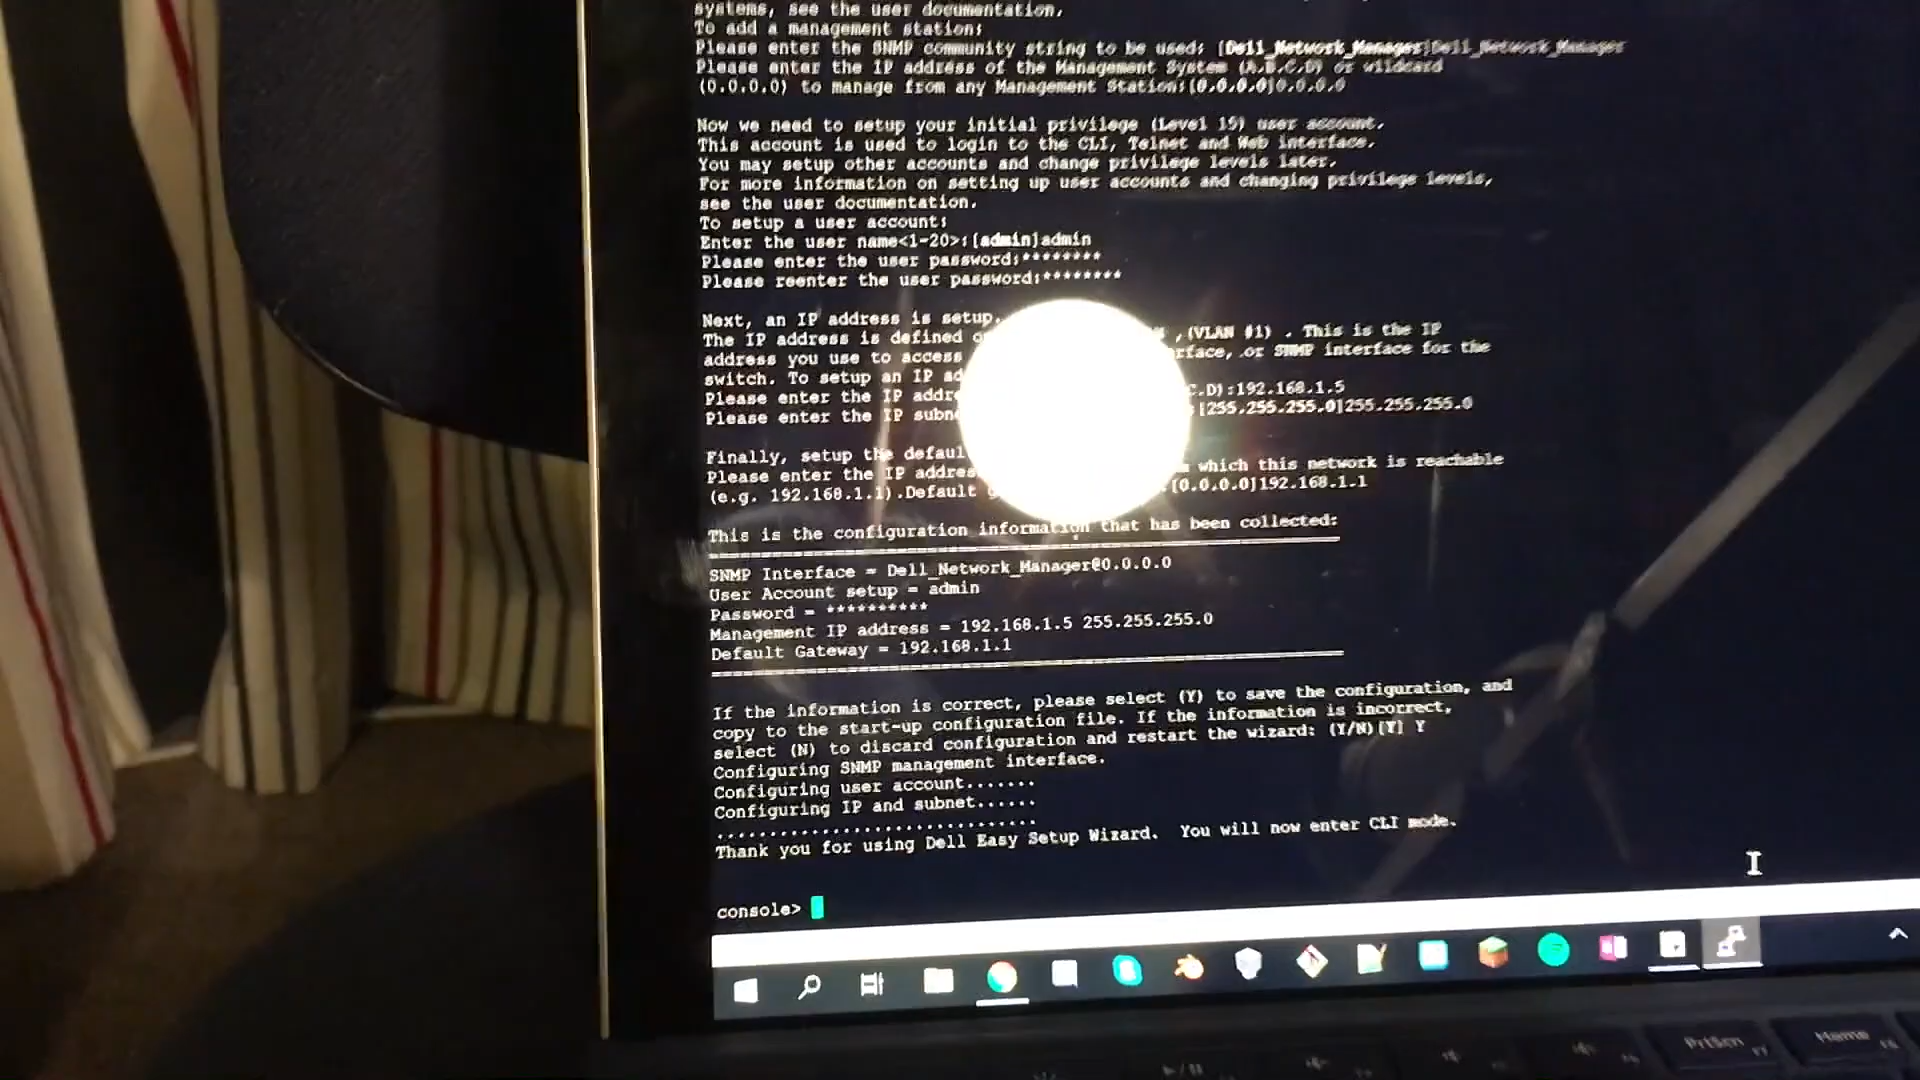 systems, see the user documentation.
To add a management station:
Please enter the SNMP community string to be used: [Dell_Network_Manager]Dell_Network_Manager
Please enter the IP address of the Management System (A.B.C.D) or wildcard
(0.0.0.0) to manage from any Management Station:[0.0.0.0]0.0.0.0
Now we need to setup your initial privilege (Level 15) user account.
This account is used to login to the CLI, Telnet and Web interface.
You may setup other accounts and change privilege levels later.
For more information on setting up user accounts and changing privilege levels,
see the user documentation.
To setup a user account:
Enter the user name<1-20>:[admin]admin
Please enter the user password:********
Please reenter the user password:********
Next, an IP address is setup.
The IP address is defined ,(VLAN #1) . This is the IP
address you use to access or SNMP interface for the
switch. To setup an IP
Please enter the IP C.D):192.168.1.5
Please enter the IP [255.255.255.0]255.255.255.0
Finally, setup the which this network is reachable
Please enter the IP
(e.g. 192.168.1.1).Default [0.0.0.0]192.168.1.1
This is the configuration information that has been collected:
SNMP Interface = Dell_Network_Manager@0.0.0.0
User Account setup = admin
Password = **********
Management IP address = 192.168.1.5 255.255.255.0
Default Gateway = 192.168.1.1
If the information is correct, please select (Y) to save the configuration, and
copy to the start-up configuration file. If the information is incorrect,
select (N) to discard configuration and restart the wizard: (Y/N)[Y] Y
Configuring SNMP management interface.
Configuring user account.......
Configuring IP and subnet......
...............................
Thank you for using Dell Easy Setup Wizard. You will now enter CLI mode.
console>
PrtScn
F7
Home
F8